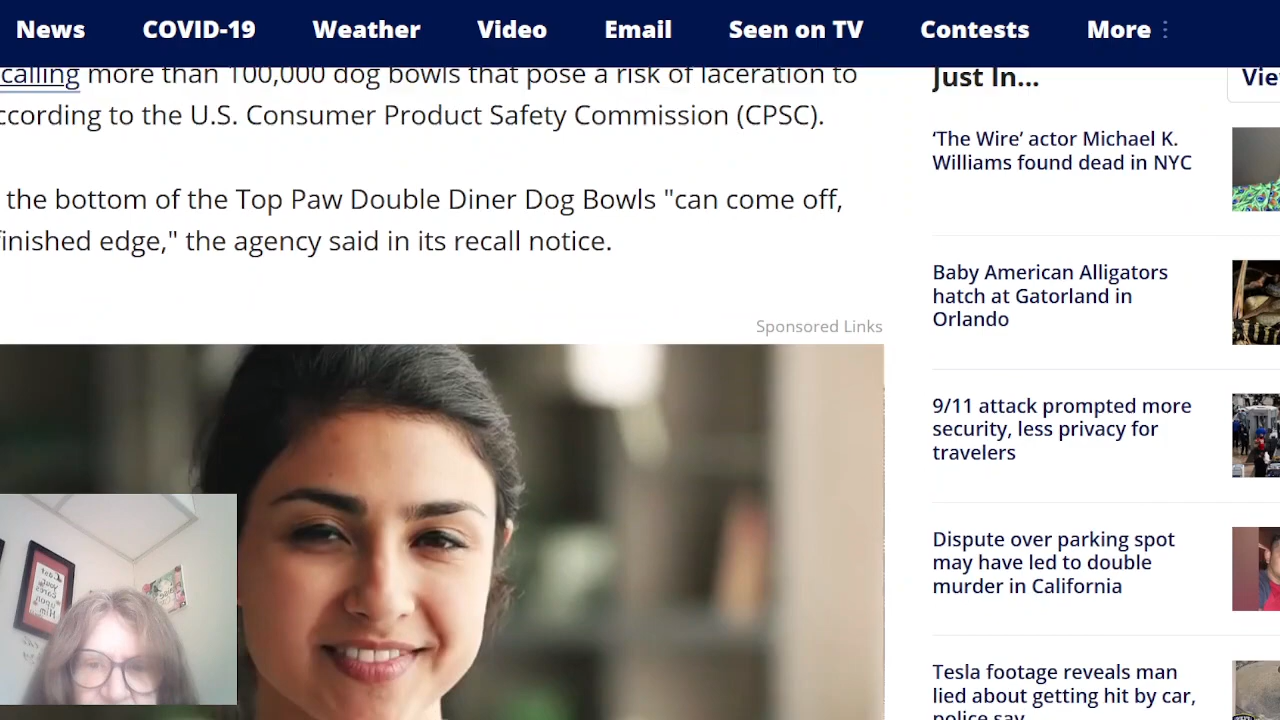 News COVID-19 Weather Video Email Seen on TV Contests More
calling more than 100,000 dog bowls that pose a risk of laceration to
ccording to the U.S. Consumer Product Safety Commission (CPSC).
the bottom of the Top Paw Double Diner Dog Bowls "can come off,
finished edge," the agency said in its recall notice.
Sponsored Links
Just In...
Vie
‘The Wire’ actor Michael K.
Williams found dead in NYC
Baby American Alligators
hatch at Gatorland in
Orlando
9/11 attack prompted more
security, less privacy for
travelers
Dispute over parking spot
may have led to double
murder in California
Tesla footage reveals man
lied about getting hit by car,
police say